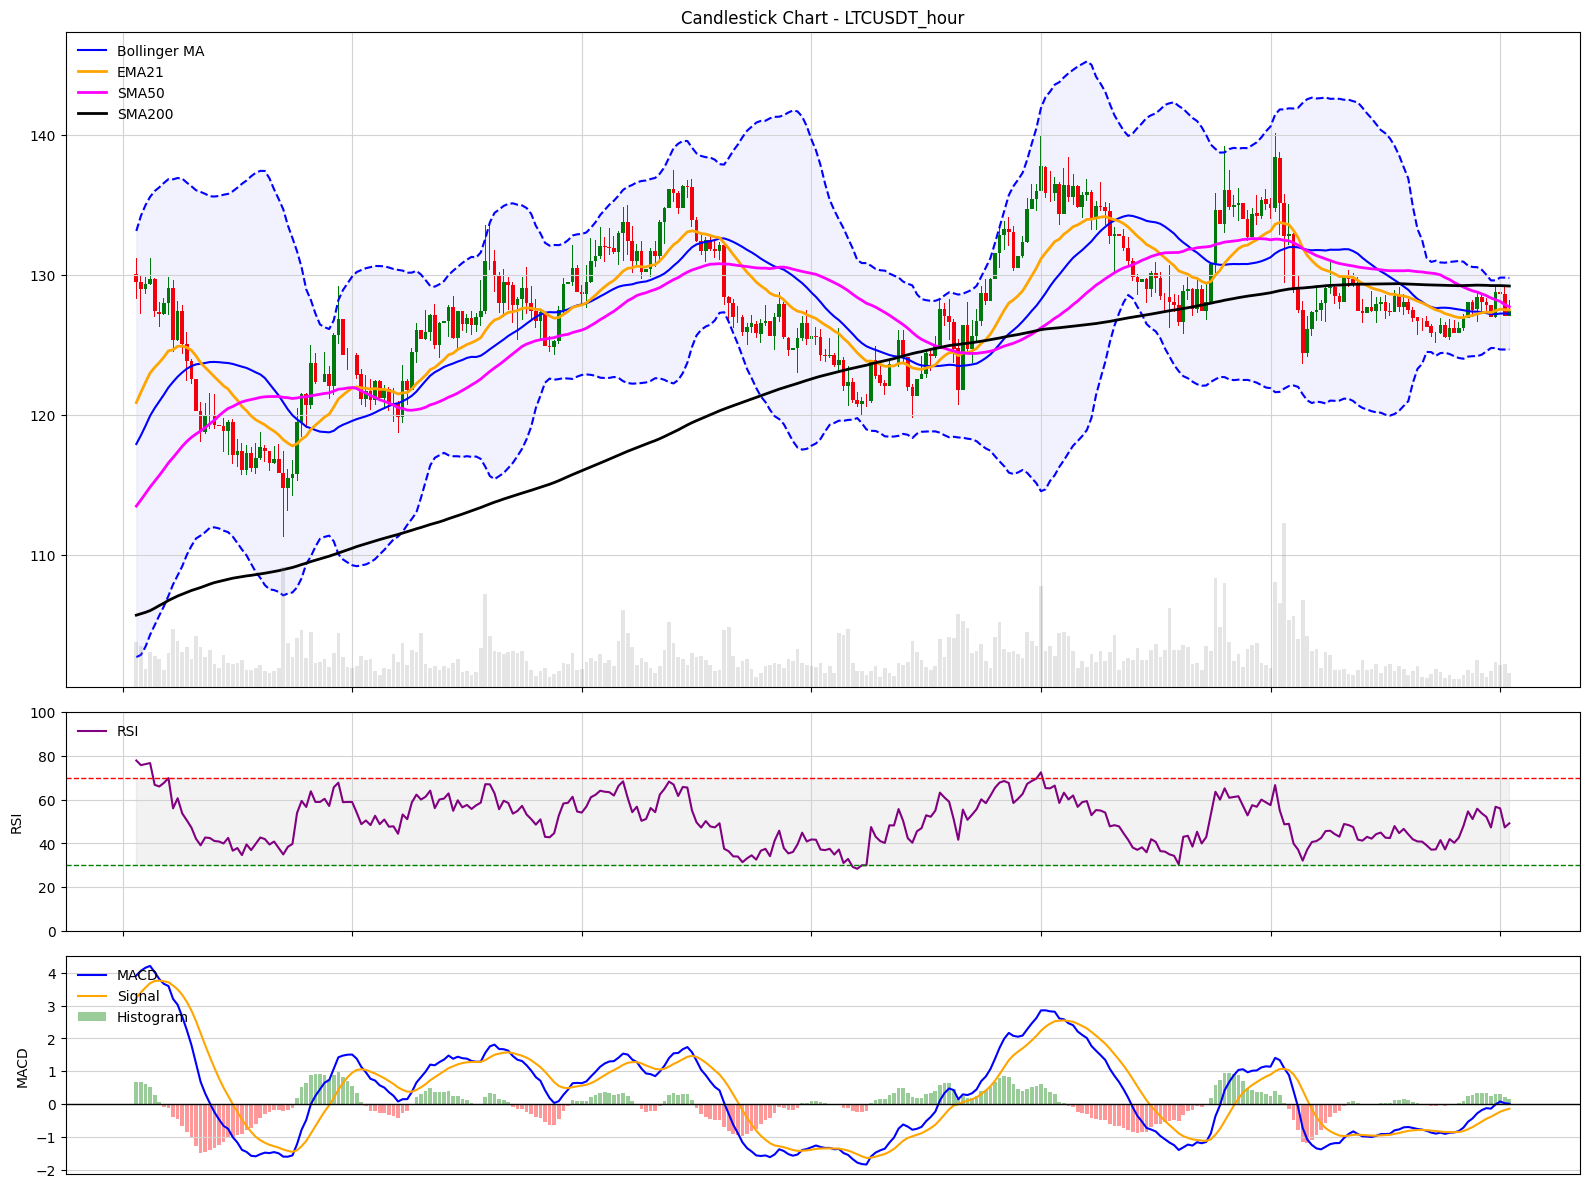 Candlestick Chart - LTCUSDT_hour
Bollinger MA
EMA21
SMA50
SMA200
140
130
120
110
RSI
100
80
60
40
20
0
RSI
MACD
Signal
Histogram
4
3
2
1
0
−1
−2
MACD